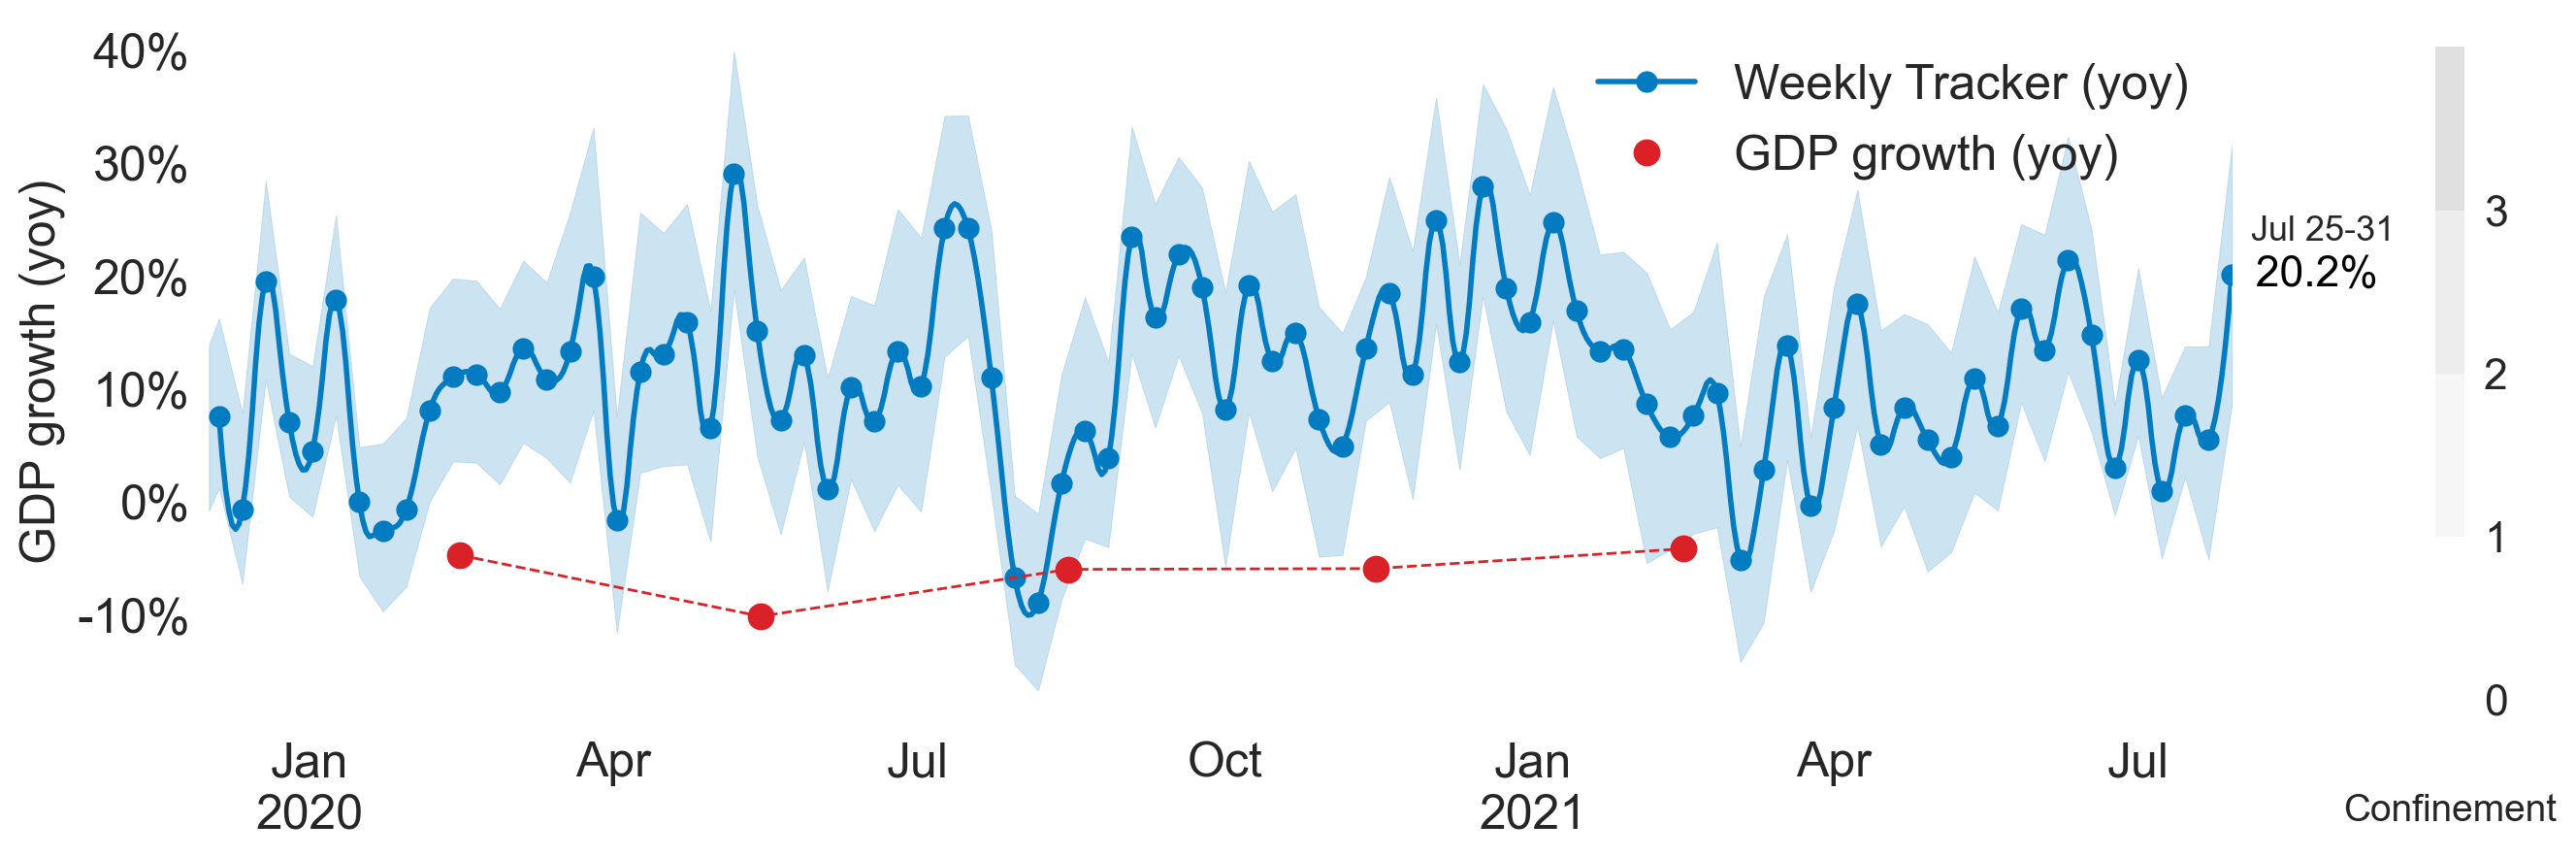 40%
30%
20%
10%
0%
-10%
GDP growth (yoy)
Weekly Tracker (yoy)
GDP growth (yoy)
Jul 25-31
20.2%
3
2
1
0
Jan
2020
Apr
Jul
Oct
Jan
2021
Apr
Jul
Confinement